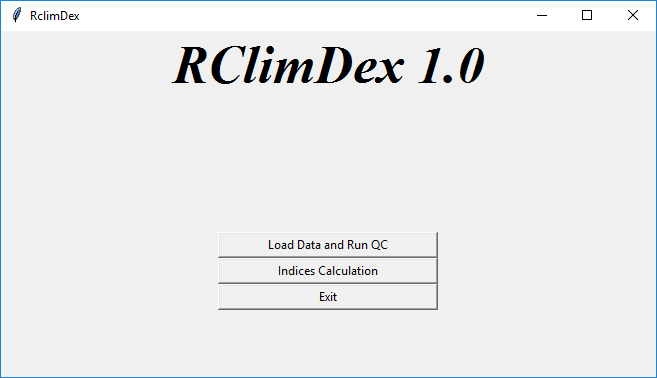 RclimDex
RClimDex 1.0
Load Data and Run QC
Indices Calculation
Exit